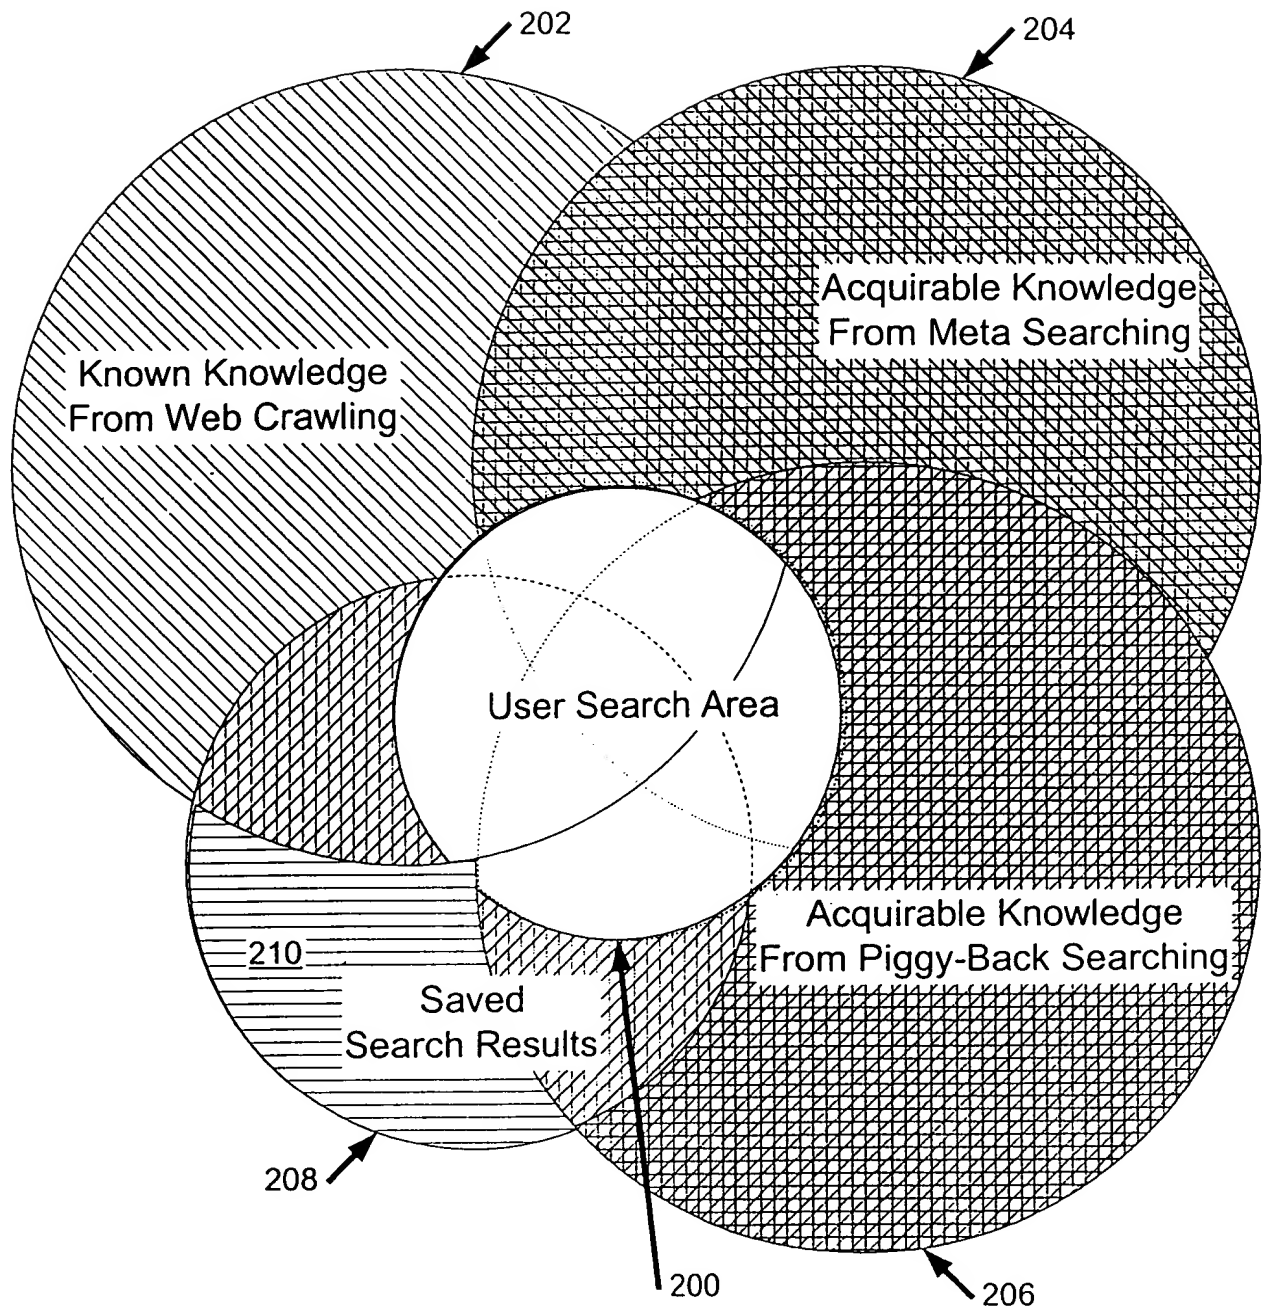 202
204
Acquirable Knowledge
From Meta Searching
Known Knowledge
From Web Crawling
User Search Area
Acquirable Knowledge
From Piggy-Back Searching
210
Saved
Search Results
208
200
206